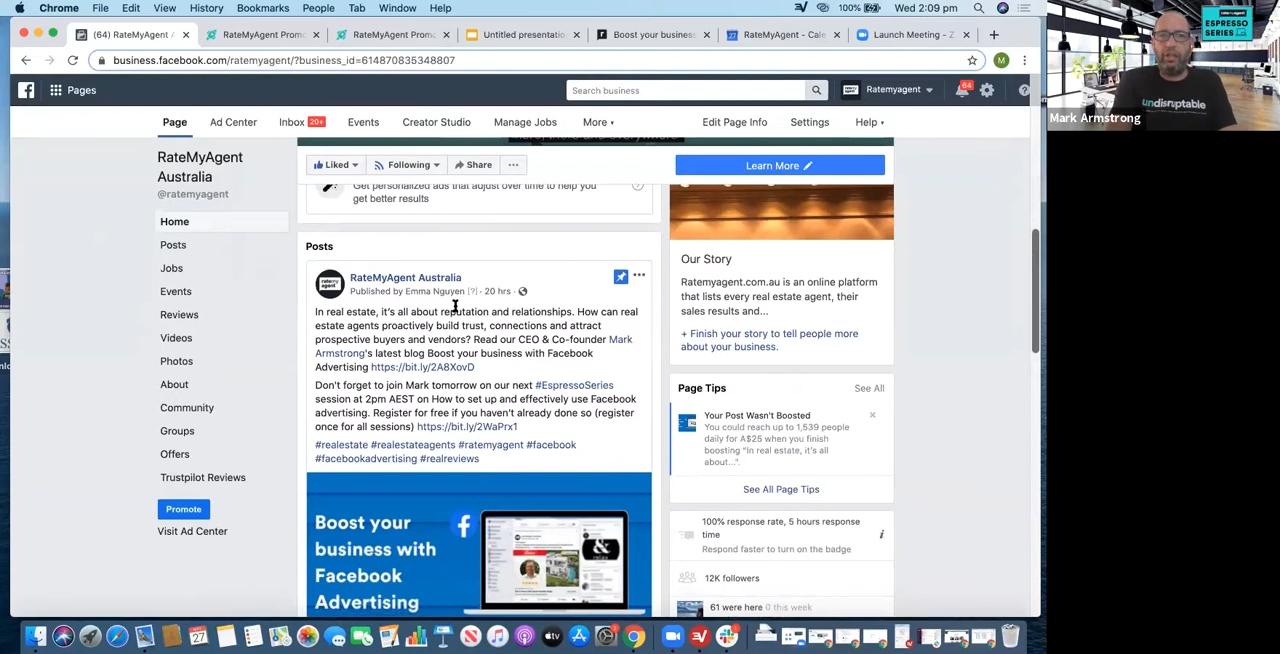 Chrome File Edit View History Bookmarks People Tab Window Help 100% Wed 2:09 pm
(64) RateMyAgent A × RateMyAgent Promo × RateMyAgent Promo × Untitled presentatio × Boost your business × RateMyAgent - Cale × Launch Meeting - Z × +
business.facebook.com/ratemyagent/?business_id=614870835348807 M
Pages Search business Ratemyagent 64
Page Ad Center Inbox 20+ Events Creator Studio Manage Jobs More Edit Page Info Settings Help
RateMyAgent
Australia
@ratemyagent
Home
Posts
Jobs
Events
Reviews
Videos
Photos
About
Community
Groups
Offers
Trustpilot Reviews
Promote
Visit Ad Center
Liked Following Share ...
Learn More
Get personalized ads that adjust over time to help you
get better results
Posts
RateMyAgent Australia
Published by Emma Nguyen [?] · 20 hrs ·
In real estate, it's all about reputation and relationships. How can real
estate agents proactively build trust, connections and attract
prospective buyers and vendors? Read our CEO & Co-founder Mark
Armstrong's latest blog Boost your business with Facebook
Advertising https://bit.ly/2A8XovD
Don't forget to join Mark tomorrow on our next #EspressoSeries
session at 2pm AEST on How to set up and effectively use Facebook
advertising. Register for free if you haven't already done so (register
once for all sessions) https://bit.ly/2WaPrx1
#realestate #realestateagents #ratemyagent #facebook
#facebookadvertising #realreviews
Boost your
business with
Facebook
Advertising
&
Our Story
Ratemyagent.com.au is an online platform
that lists every real estate agent, their
sales results and...
+ Finish your story to tell people more
about your business.
Page Tips See All
Your Post Wasn't Boosted ×
You could reach up to 1,539 people
daily for A$25 when you finish
boosting "In real estate, it's all
about...".
See All Page Tips
100% response rate, 5 hours response
time
Respond faster to turn on the badge
12K followers
61 were here 0 this week
ESPRESSO
SERIES
undisruptable
Mark Armstrong
27